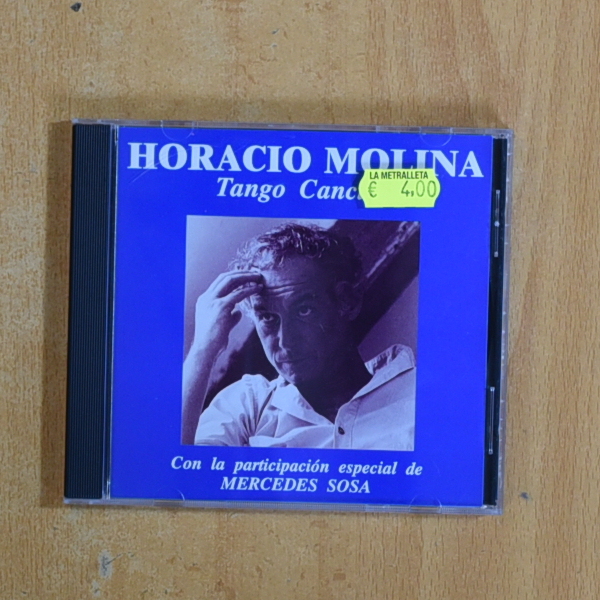 HORACIO MOLINA
Tango
LA METRALLETA
€ 4,00
Con la participación especial de
MERCEDES SOSA